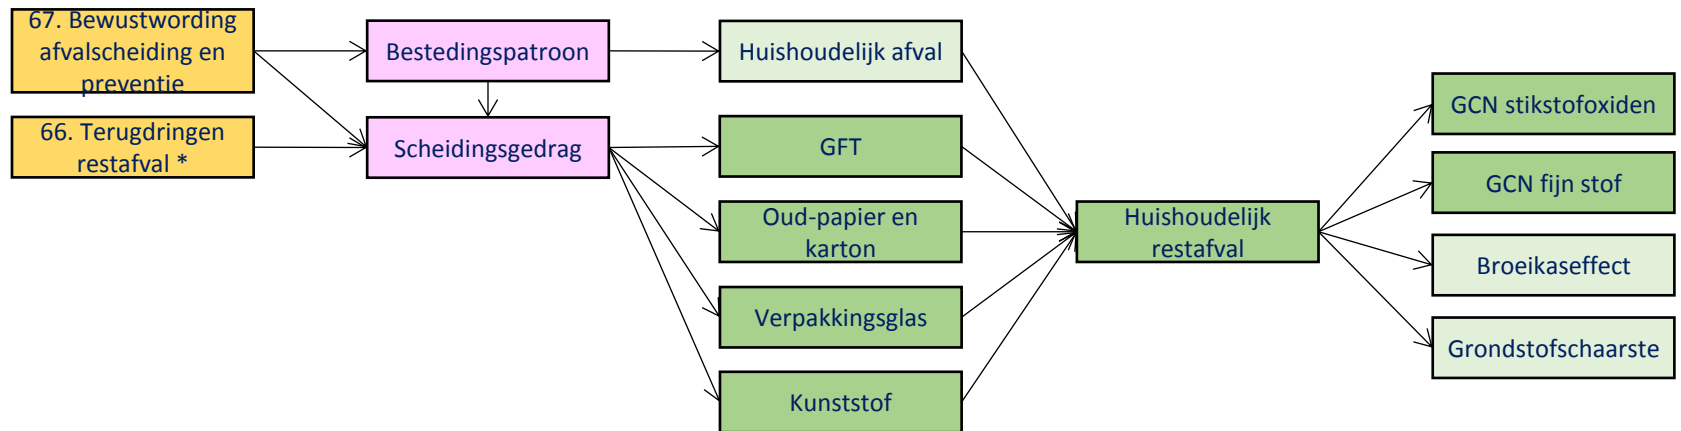 67. Bewustwording
afvalscheiding en
preventie
66. Terugdringen
restafval *
Bestedingspatroon
Scheidingsgedrag
Huishoudelijk afval
GFT
Oud-papier en
karton
Verpakkingsglas
Kunststof
Huishoudelijk
restafval
GCN stikstofoxiden
GCN fijn stof
Broeikaseffect
Grondstofschaarste